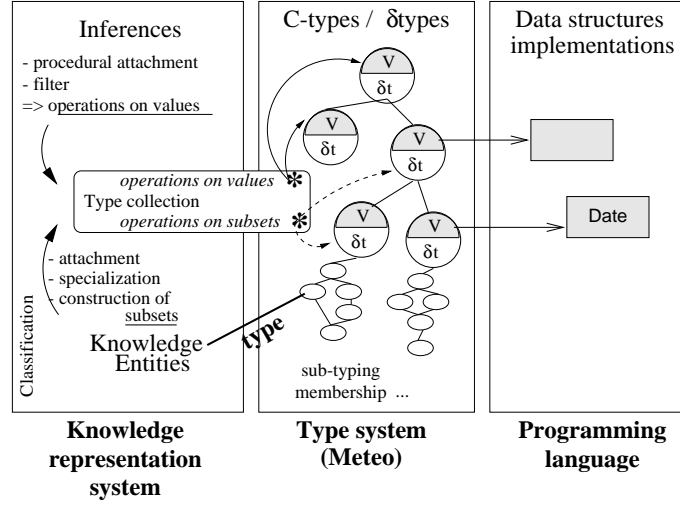 Inferences
- procedural attachment
- filter
=> operations on values
operations on values *
Type collection
operations on subsets *
- attachment
- specialization
- construction of
subsets
Classification
Knowledge
Entities
type
C-types / δtypes
V
δt
V
δt
V
δt
V
δt
V
δt
sub-typing
membership ...
Data structures
implementations
Date
Knowledge
representation
system
Type system
(Meteo)
Programming
language